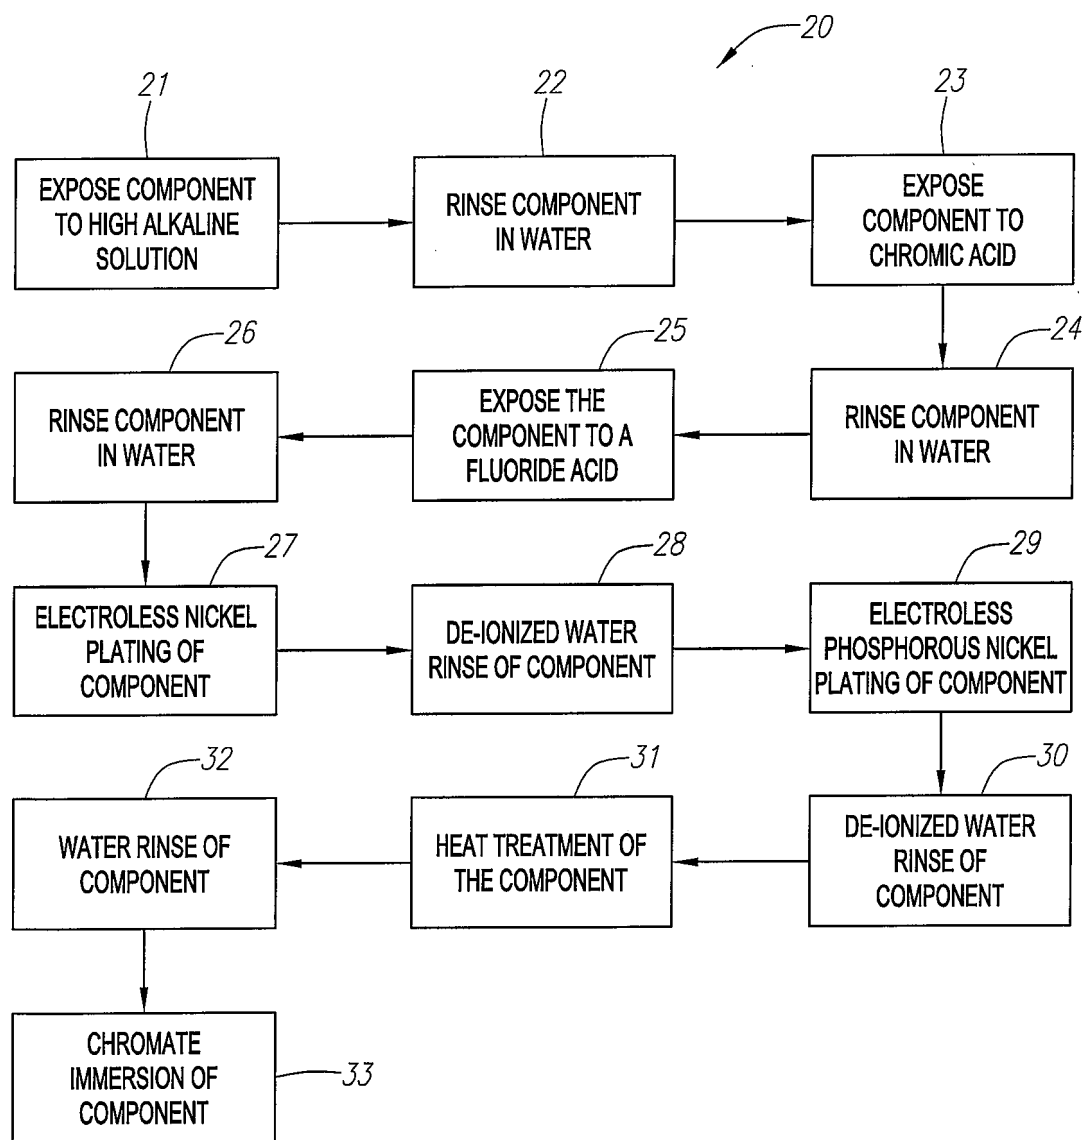 20
21
22
23
EXPOSE COMPONENT
TO HIGH ALKALINE
SOLUTION
RINSE COMPONENT
IN WATER
EXPOSE
COMPONENT TO
CHROMIC ACID
24
RINSE COMPONENT
IN WATER
25
EXPOSE THE
COMPONENT TO A
FLUORIDE ACID
26
RINSE COMPONENT
IN WATER
27
ELECTROLESS NICKEL
PLATING OF
COMPONENT
28
DE-IONIZED WATER
RINSE OF COMPONENT
29
ELECTROLESS
PHOSPHOROUS NICKEL
PLATING OF COMPONENT
30
DE-IONIZED WATER
RINSE OF
COMPONENT
31
HEAT TREATMENT OF
THE COMPONENT
32
WATER RINSE OF
COMPONENT
CHROMATE
IMMERSION OF
COMPONENT
33